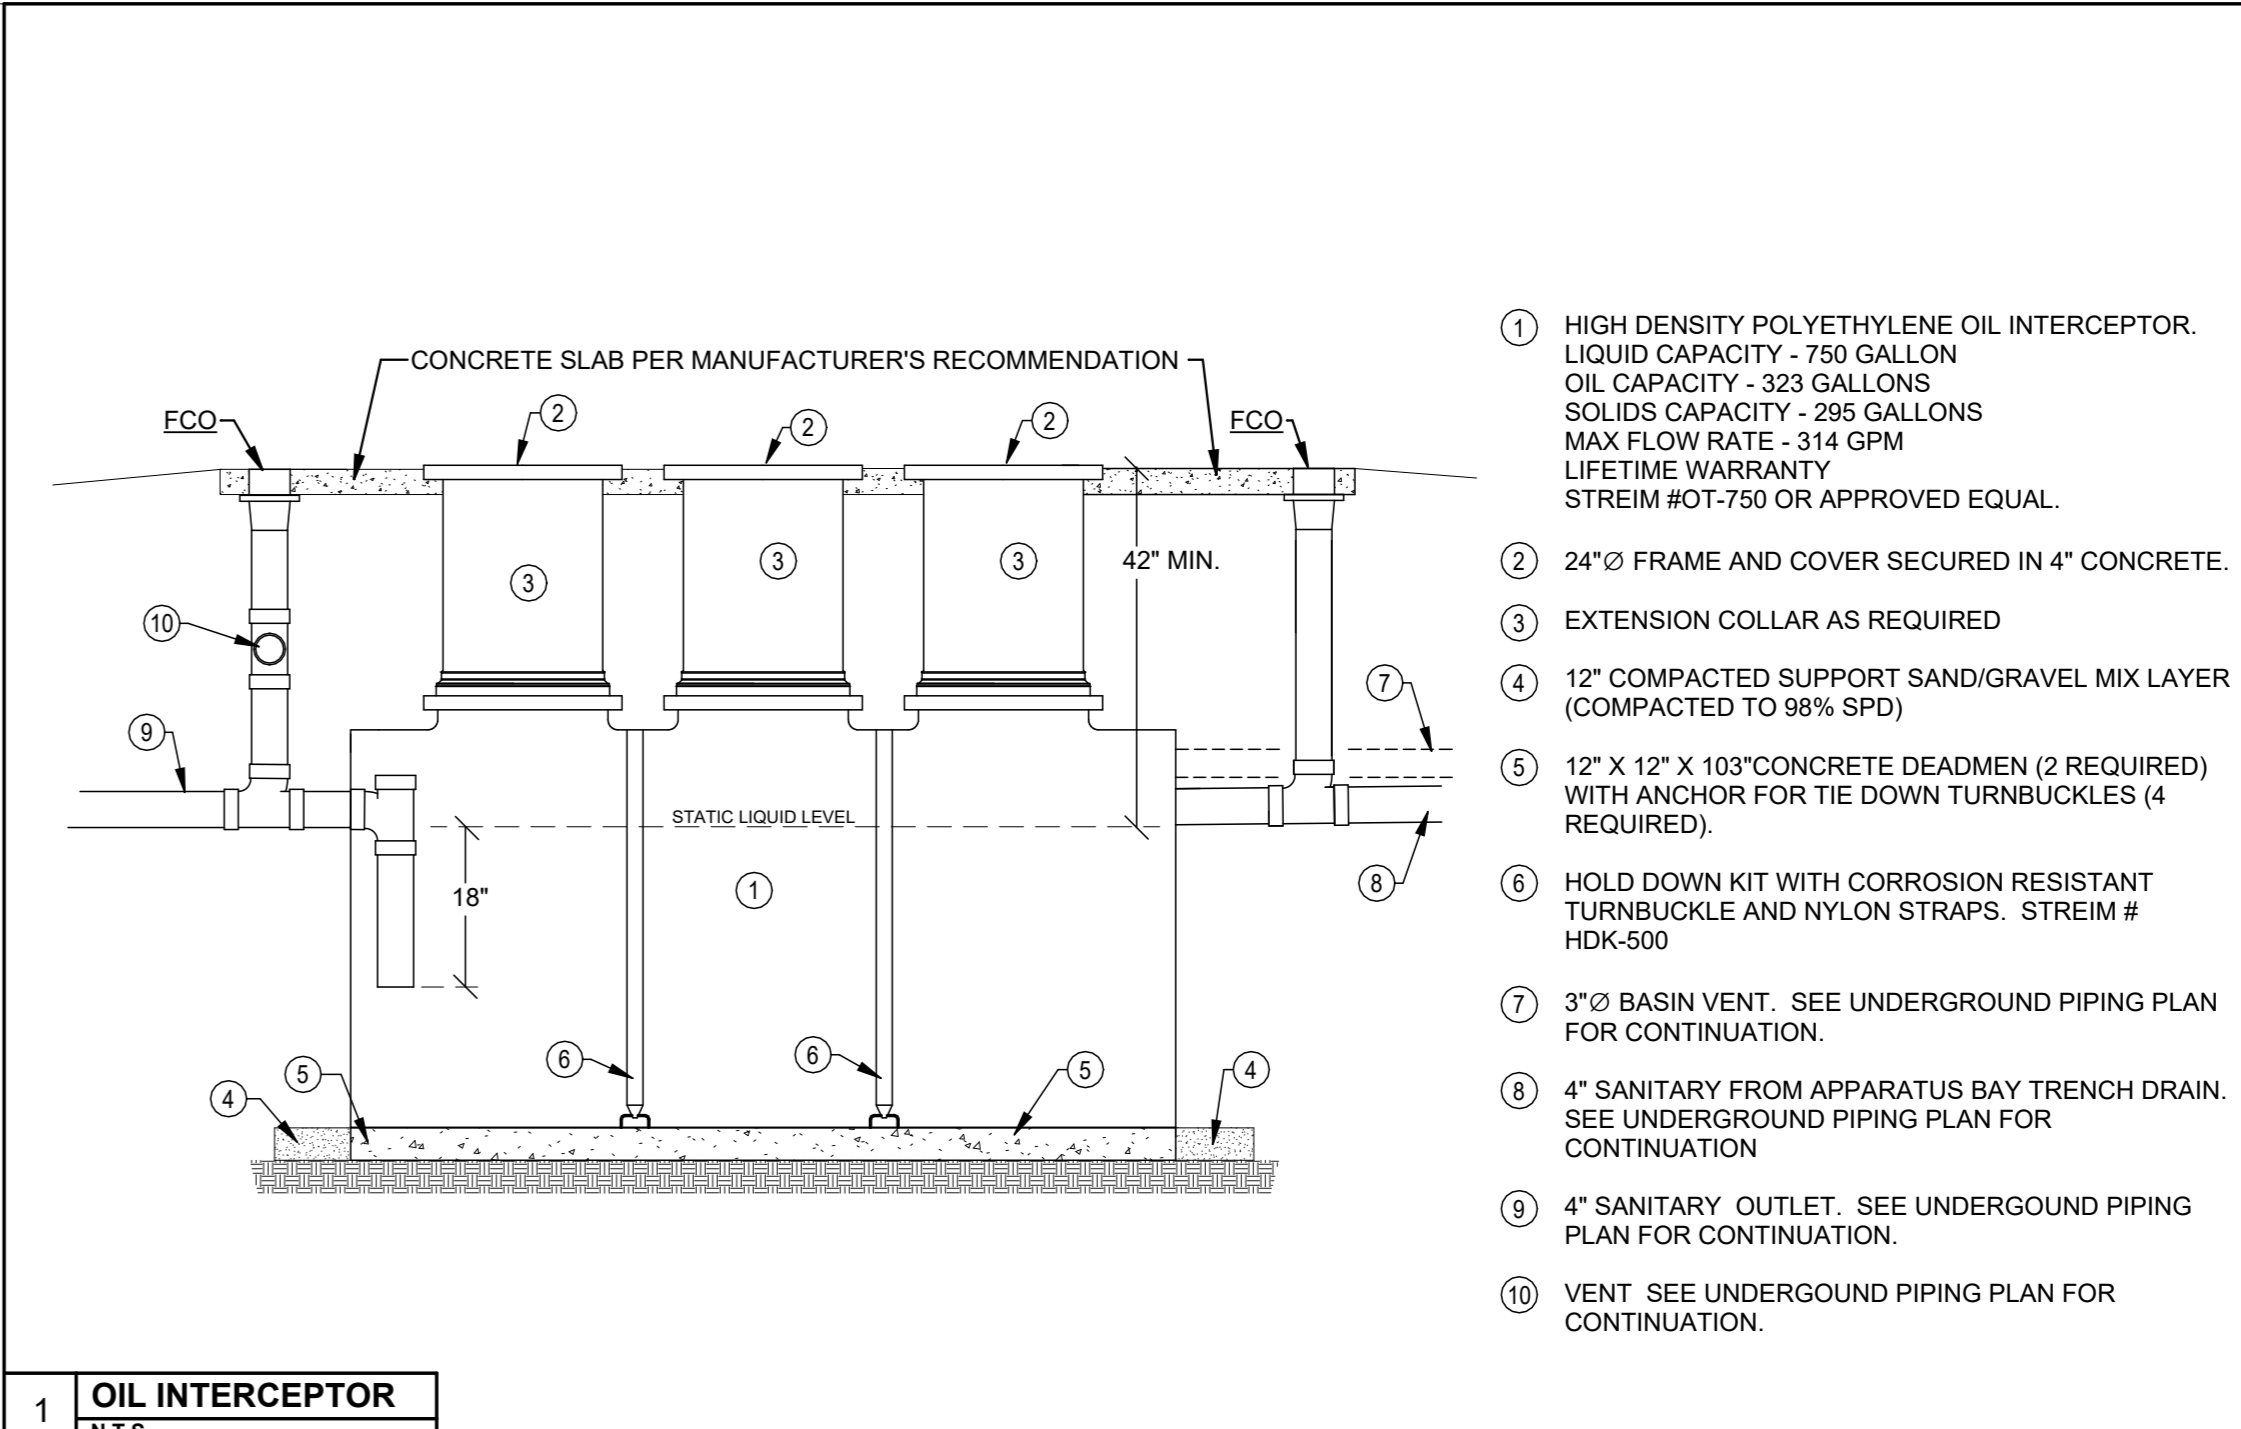 CONCRETE SLAB PER MANUFACTURER'S RECOMMENDATION
FCO
2
2
2
FCO
3
3
3
42" MIN.
10
7
9
STATIC LIQUID LEVEL
18"
1
8
6
6
5
5
4
4
1 HIGH DENSITY POLYETHYLENE OIL INTERCEPTOR.
LIQUID CAPACITY - 750 GALLON
OIL CAPACITY - 323 GALLONS
SOLIDS CAPACITY - 295 GALLONS
MAX FLOW RATE - 314 GPM
LIFETIME WARRANTY
STREIM #OT-750 OR APPROVED EQUAL.
2 24"∅ FRAME AND COVER SECURED IN 4" CONCRETE.
3 EXTENSION COLLAR AS REQUIRED
4 12" COMPACTED SUPPORT SAND/GRAVEL MIX LAYER
(COMPACTED TO 98% SPD)
5 12" X 12" X 103"CONCRETE DEADMEN (2 REQUIRED)
WITH ANCHOR FOR TIE DOWN TURNBUCKLES (4
REQUIRED).
6 HOLD DOWN KIT WITH CORROSION RESISTANT
TURNBUCKLE AND NYLON STRAPS. STREIM #
HDK-500
7 3"∅ BASIN VENT. SEE UNDERGROUND PIPING PLAN
FOR CONTINUATION.
8 4" SANITARY FROM APPARATUS BAY TRENCH DRAIN.
SEE UNDERGROUND PIPING PLAN FOR
CONTINUATION
9 4" SANITARY OUTLET. SEE UNDERGOUND PIPING
PLAN FOR CONTINUATION.
10 VENT SEE UNDERGOUND PIPING PLAN FOR
CONTINUATION.
1 OIL INTERCEPTOR
N.T.S.